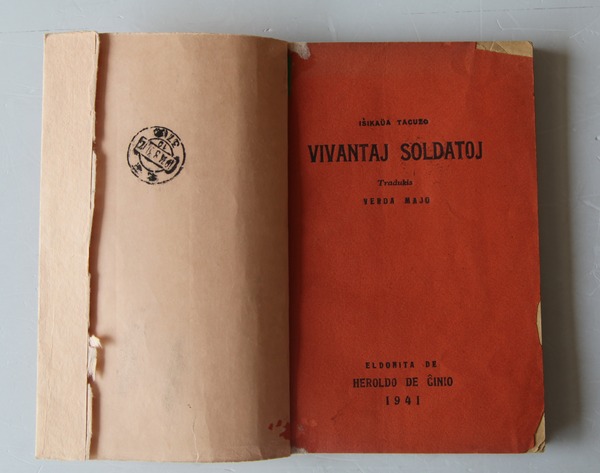 IŜIKAŬA TACUZO
VIVANTAJ SOLDATOJ
Tradukis
VERDA MAJO
ELDONITA DE
HEROLDO DE ĈINIO
1941